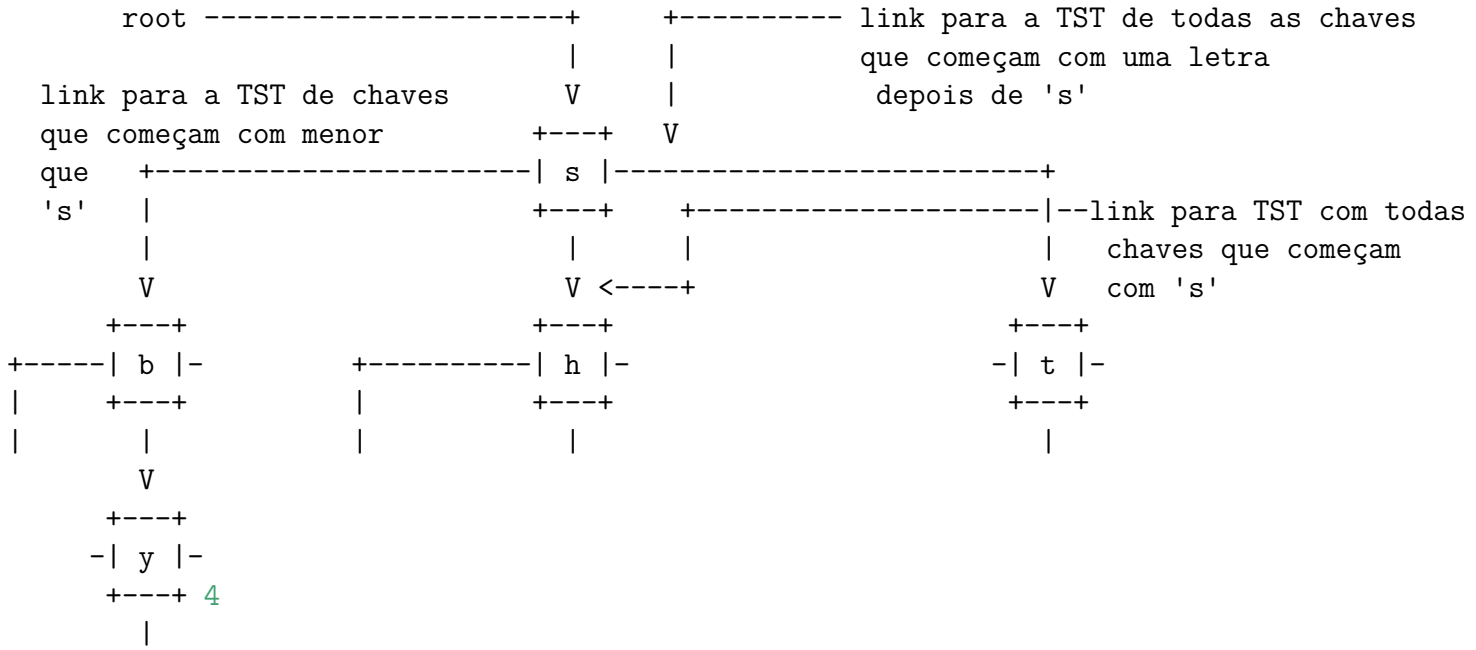 root ----------------------+     +---------- link para a TST de todas as chaves
|     |           que começam com uma letra
link para a TST de chaves       V     |            depois de 's'
que começam com menor         +---+   V
que   +-----------------------| s |--------------------------+
's'   |                       +---+    +---------------------|--link para TST com todas
|                         |      |                     |   chaves que começam
V                         V <----+                     V   com 's'
+---+                     +---+                        +---+
+-----| b |-         +----------| h |-                      -| t |-
|     +---+          |          +---+                        +---+
|       |            |            |                            |
V
+---+
-| y |-
+---+ 4
|